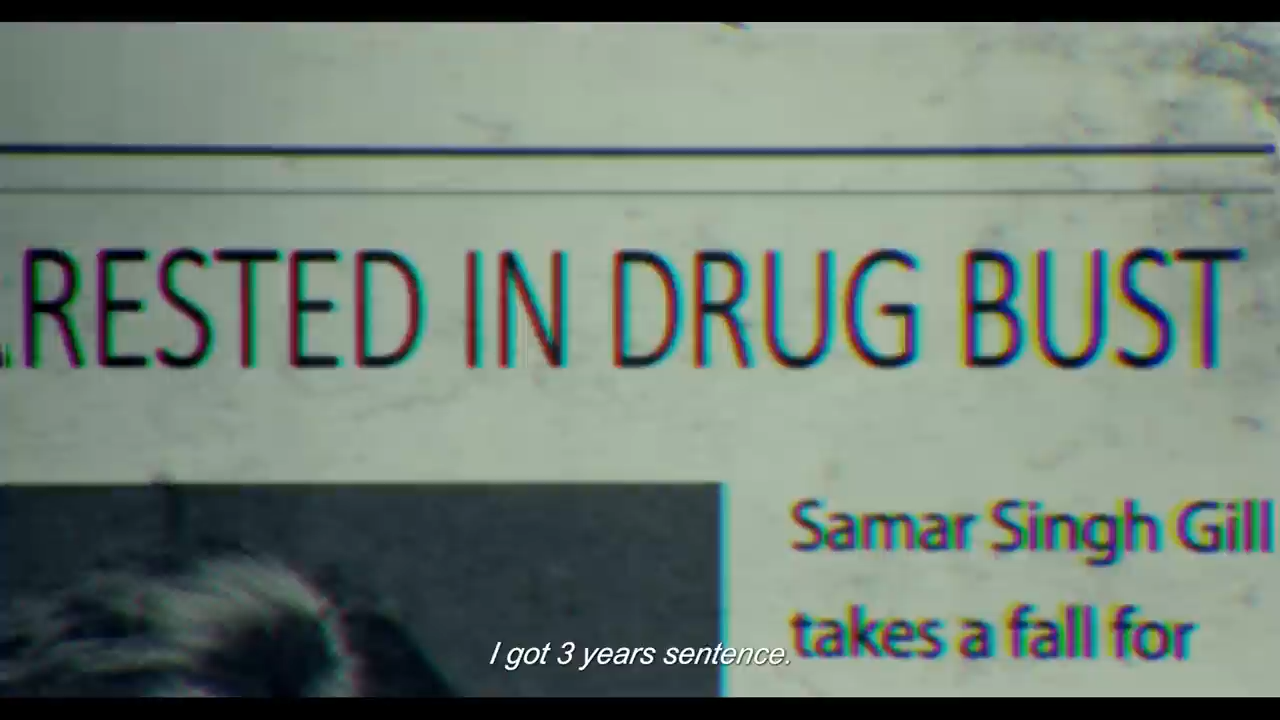 RESTED IN DRUG BUST
Samar Singh Gill
takes a fall for
I got 3 years sentence.